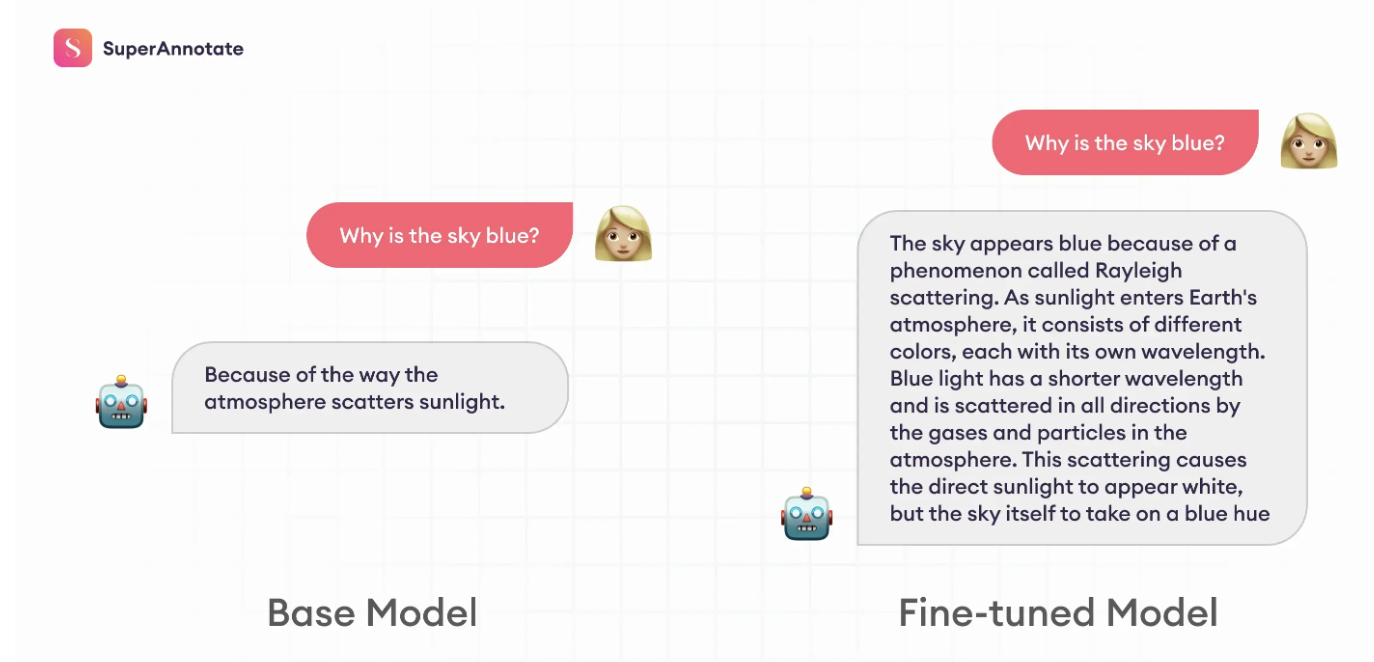 SuperAnnotate
Why is the sky blue?
Because of the way the
atmosphere scatters sunlight.
Base Model
Why is the sky blue?
The sky appears blue because of a
phenomenon called Rayleigh
scattering. As sunlight enters Earth's
atmosphere, it consists of different
colors, each with its own wavelength.
Blue light has a shorter wavelength
and is scattered in all directions by
the gases and particles in the
atmosphere. This scattering causes
the direct sunlight to appear white,
but the sky itself to take on a blue hue
Fine-tuned Model